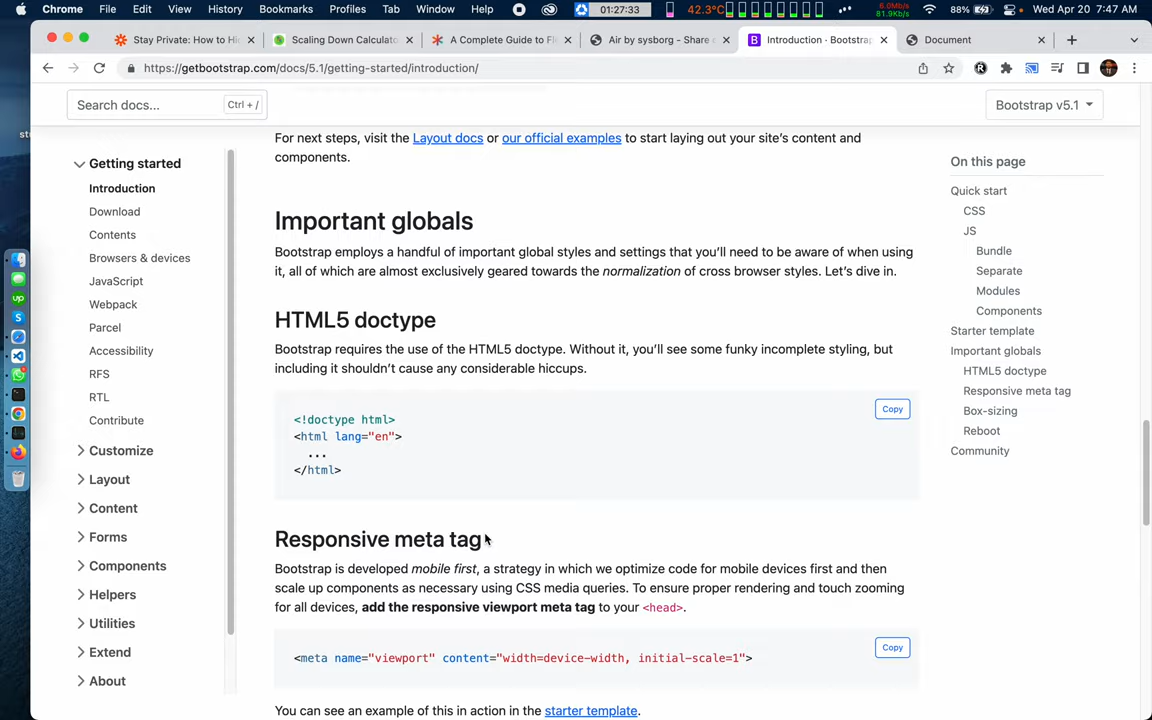 Chrome File Edit View History Bookmarks Profiles Tab Window Help 01:27:33 42.3°C 6.0Mb/s 81.9Kb/s 88% Wed Apr 20 7:47 AM
Stay Private: How to Hi
Scaling Down Calculato
A Complete Guide to Fl
Air by sysborg - Share
Introduction · Bootstrap
Document
https://getbootstrap.com/docs/5.1/getting-started/introduction/
Search docs... Ctrl + /
Bootstrap v5.1
Getting started
Introduction
Download
Contents
Browsers & devices
JavaScript
Webpack
Parcel
Accessibility
RFS
RTL
Contribute
Customize
Layout
Content
Forms
Components
Helpers
Utilities
Extend
About
For next steps, visit the Layout docs or our official examples to start laying out your site's content and
components.
Important globals
Bootstrap employs a handful of important global styles and settings that you'll need to be aware of when using
it, all of which are almost exclusively geared towards the normalization of cross browser styles. Let's dive in.
HTML5 doctype
Bootstrap requires the use of the HTML5 doctype. Without it, you'll see some funky incomplete styling, but
including it shouldn't cause any considerable hiccups.
Copy
<!doctype html>
<html lang="en">
...
</html>
Responsive meta tag
Bootstrap is developed mobile first, a strategy in which we optimize code for mobile devices first and then
scale up components as necessary using CSS media queries. To ensure proper rendering and touch zooming
for all devices, add the responsive viewport meta tag to your <head>.
Copy
<meta name="viewport" content="width=device-width, initial-scale=1">
You can see an example of this in action in the starter template.
On this page
Quick start
CSS
JS
Bundle
Separate
Modules
Components
Starter template
Important globals
HTML5 doctype
Responsive meta tag
Box-sizing
Reboot
Community